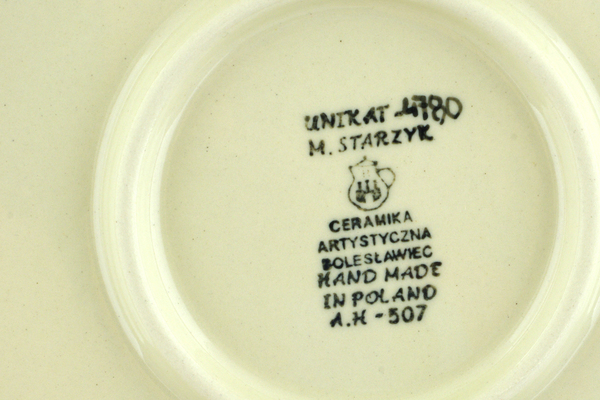 UNIKAT-4780
M. STARZYK
CERAMIKA
ARTYSTYCZNA
BOLESŁAWIEC
HAND MADE
IN POLAND
A.H - 507